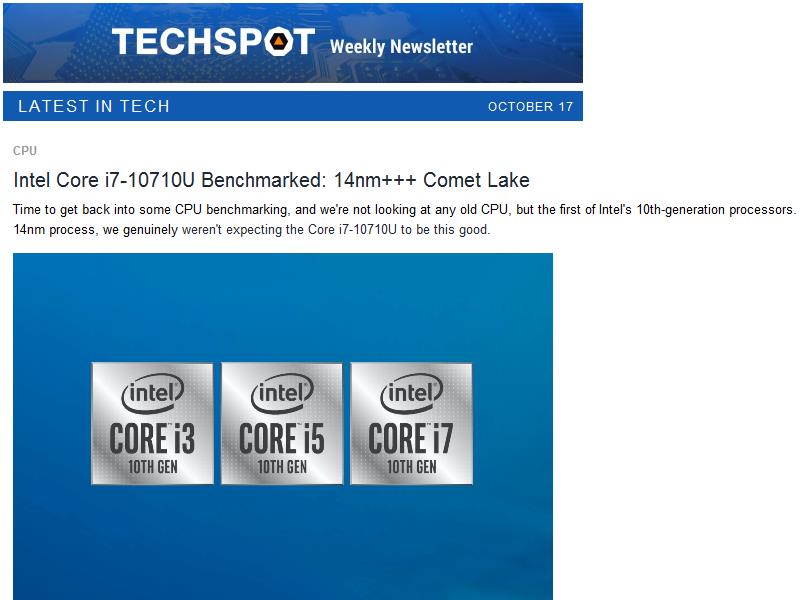 TECHSPOT Weekly Newsletter
LATEST IN TECH OCTOBER 17
CPU
Intel Core i7-10710U Benchmarked: 14nm+++ Comet Lake
Time to get back into some CPU benchmarking, and we're not looking at any old CPU, but the first of Intel's 10th-generation processors.
14nm process, we genuinely weren't expecting the Core i7-10710U to be this good.
intel® intel® intel®
CORE™ i3 CORE™ i5 CORE™ i7
10TH GEN 10TH GEN 10TH GEN